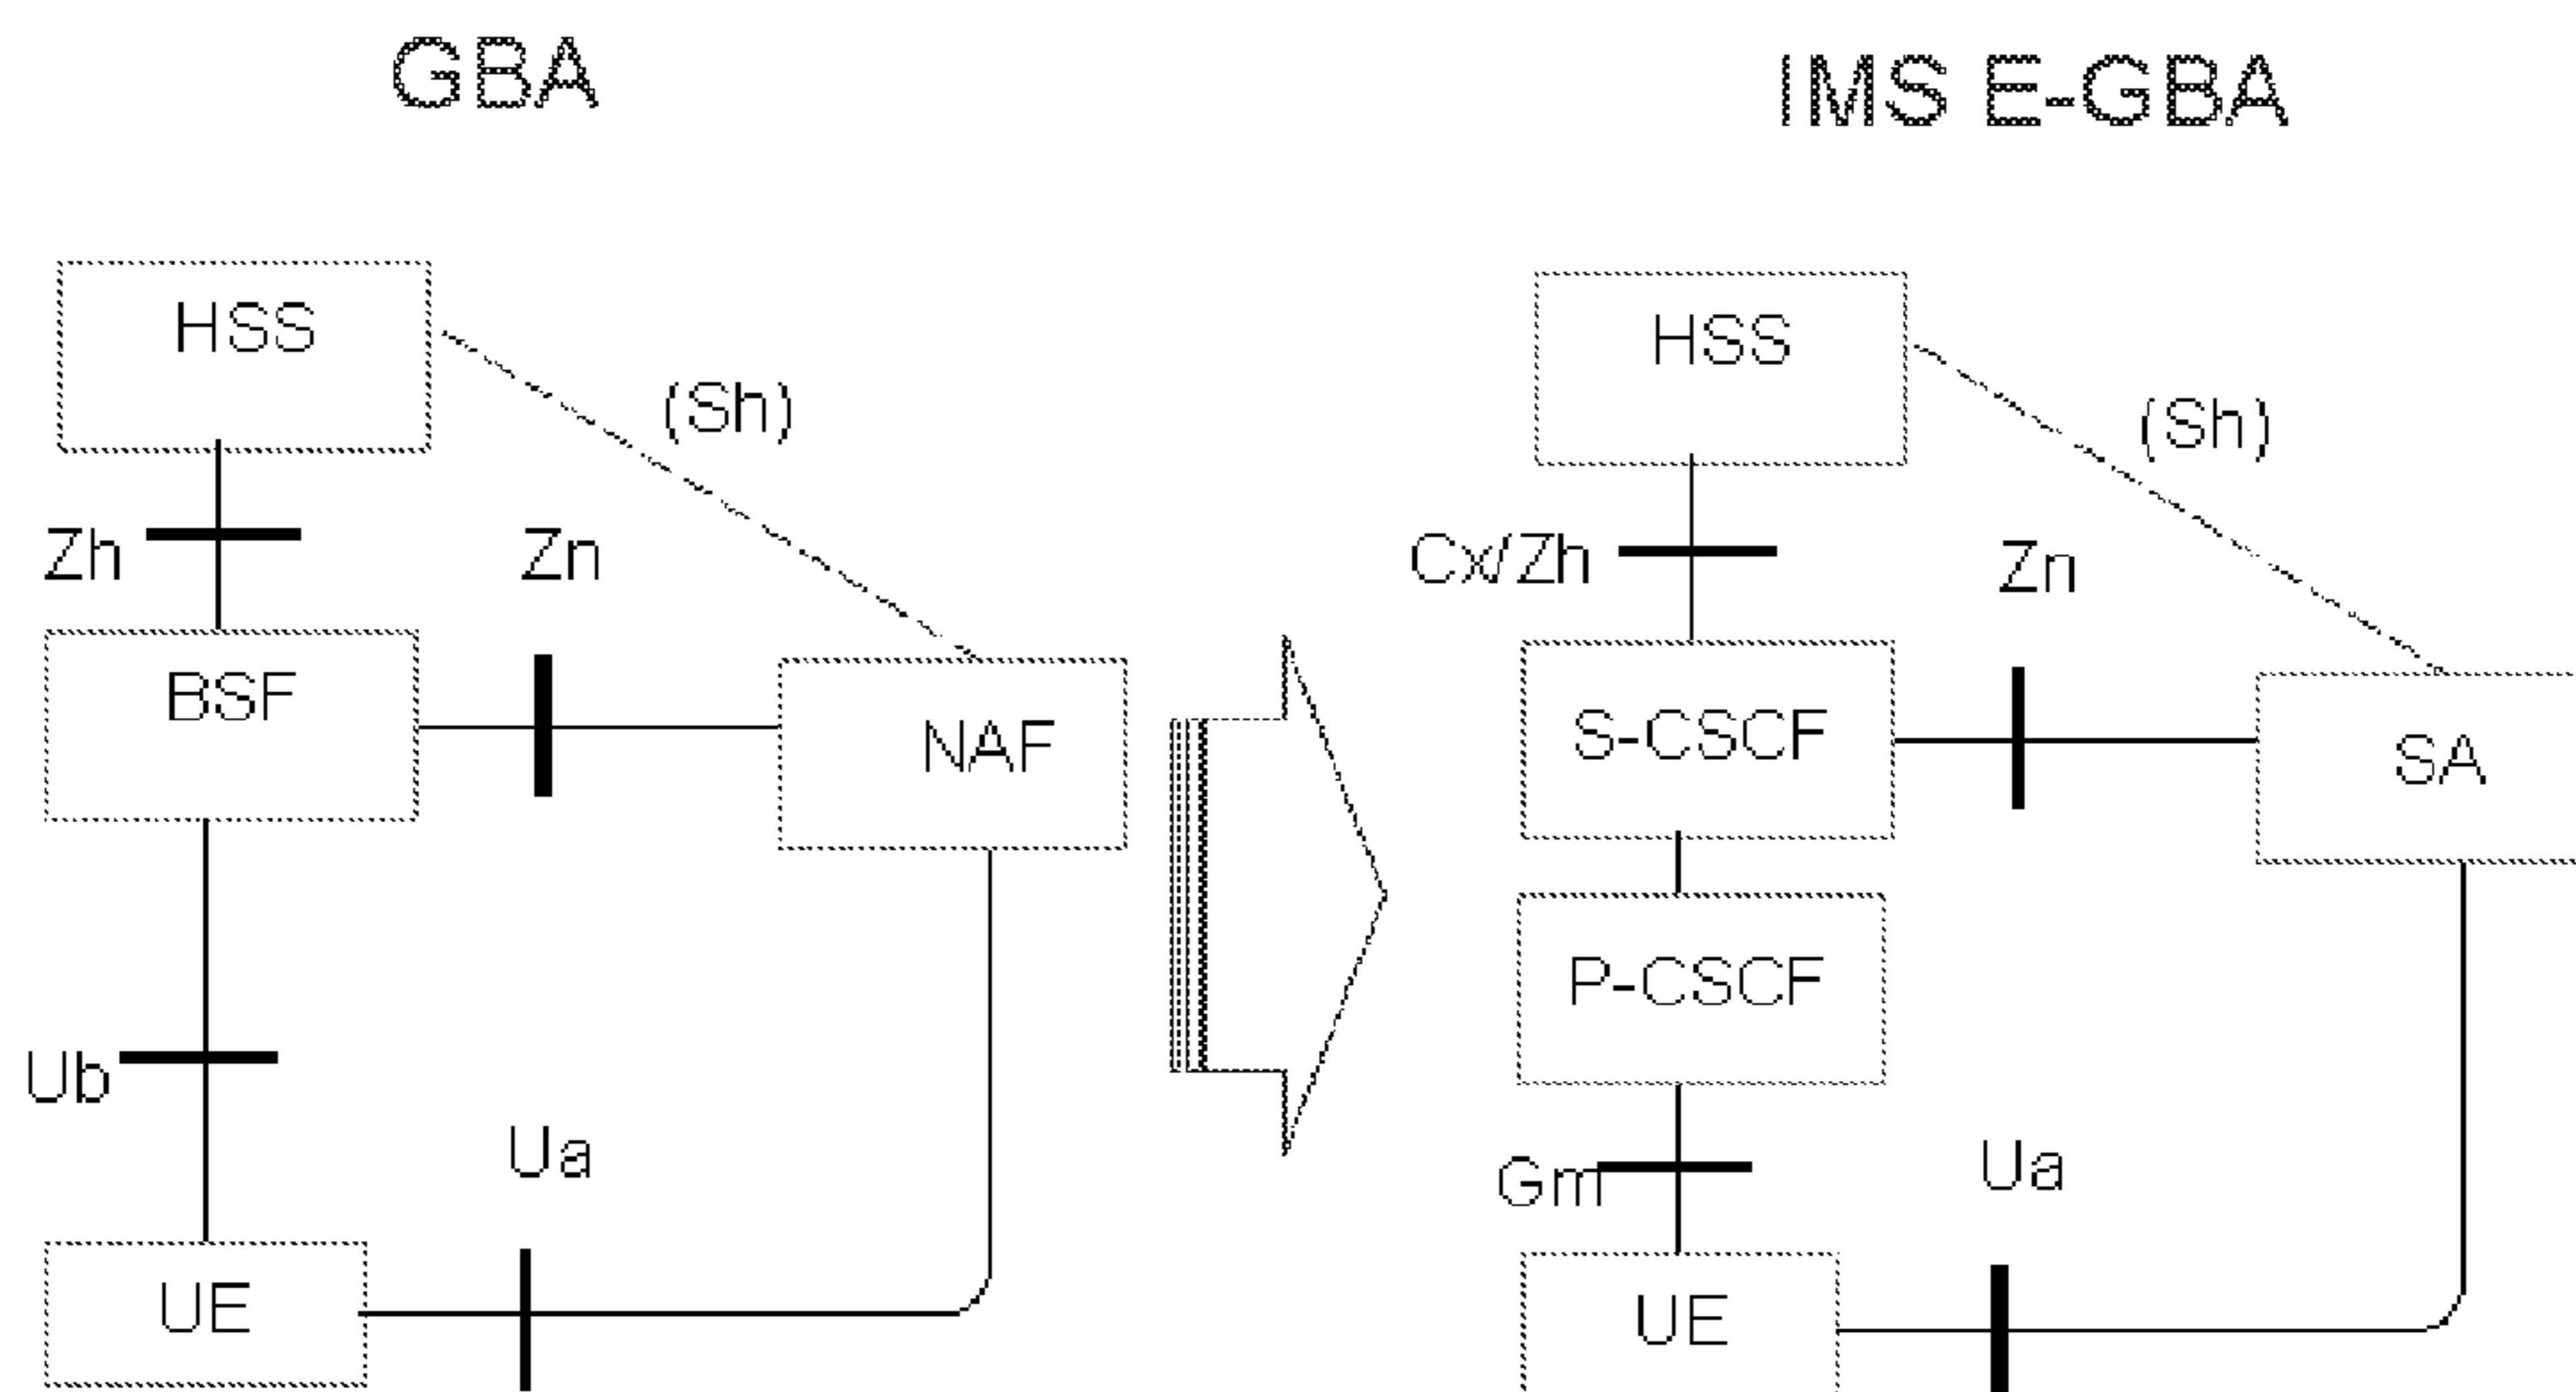 GBA
HSS
(Sh)
Zh
Zn
BSF
NAF
Ub
Ua
UE
IMS E-GBA
HSS
(Sh)
Cx/Zh
Zn
S-CSCF
SA
P-CSCF
Gm
Ua
UE